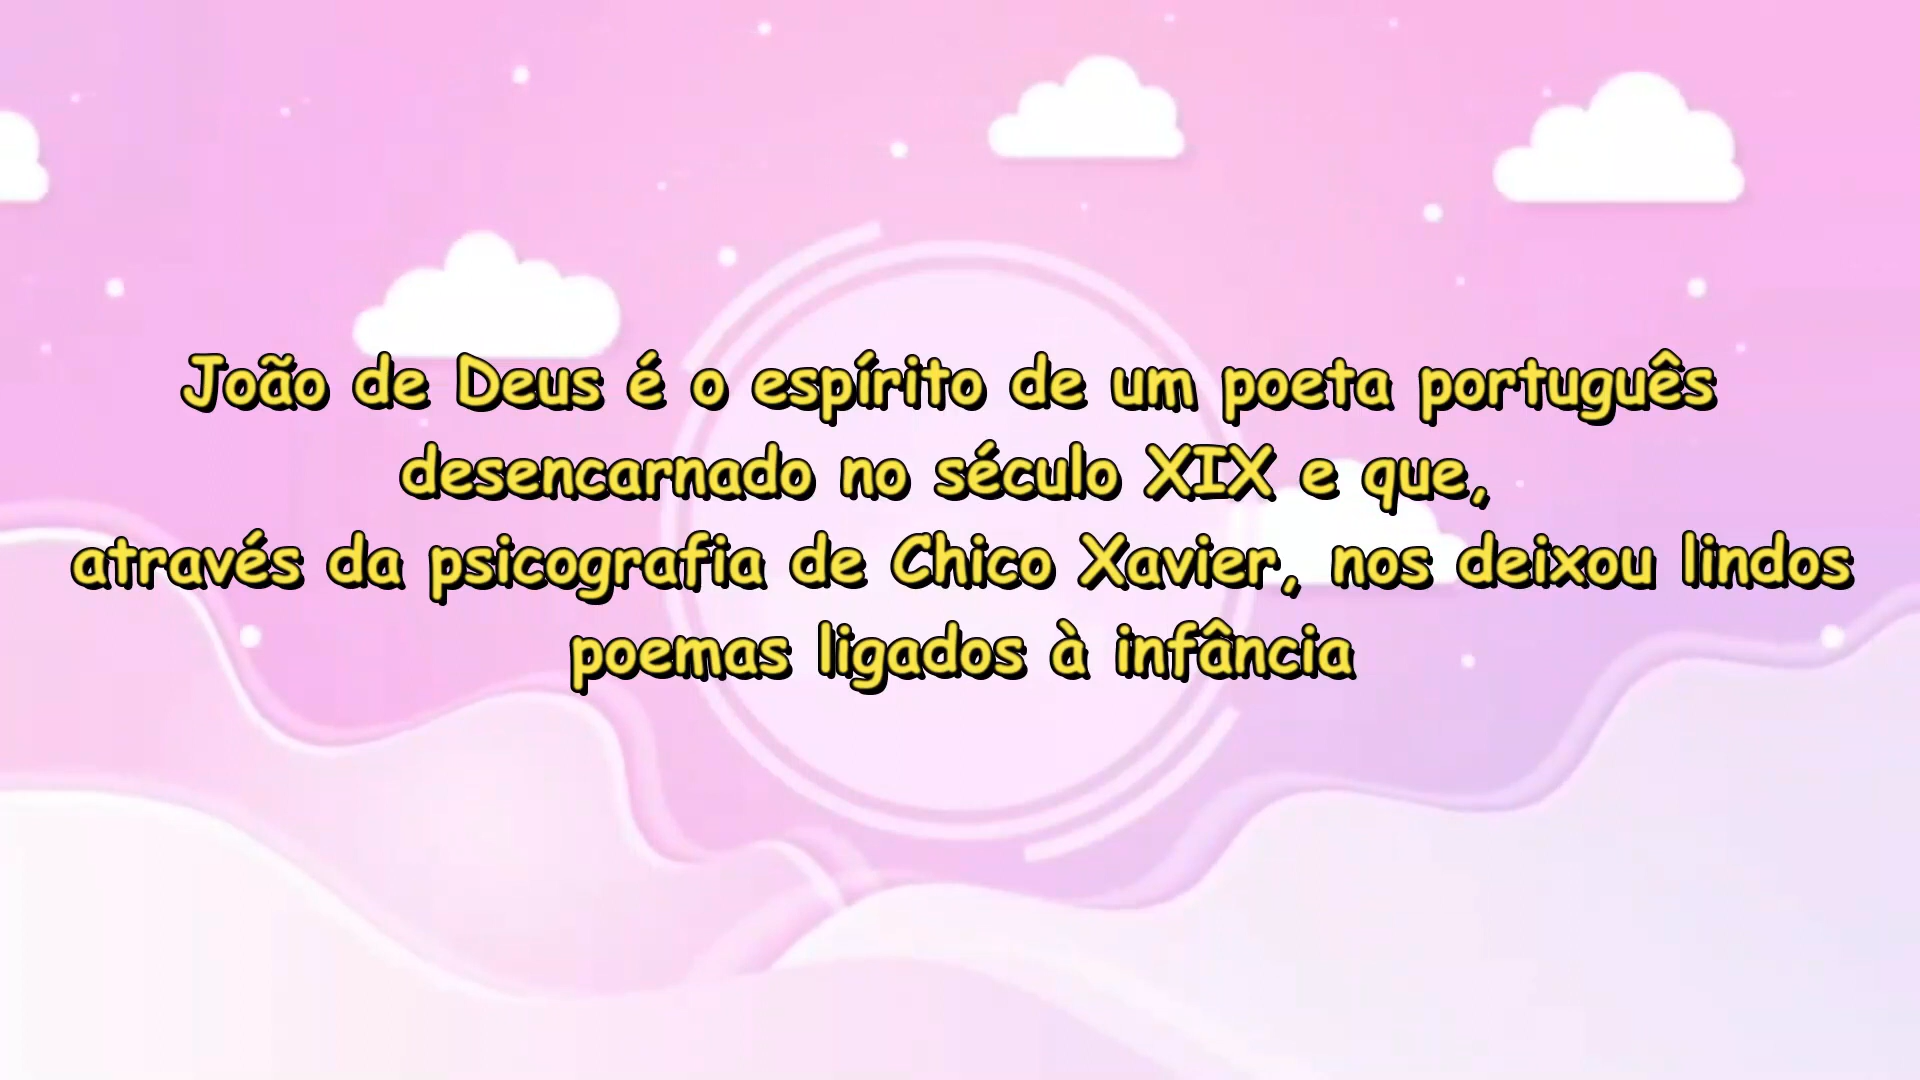 João de Deus é o espírito de um poeta português
desencarnado no século XIX e que,
através da psicografia de Chico Xavier, nos deixou lindos
poemas ligados à infância